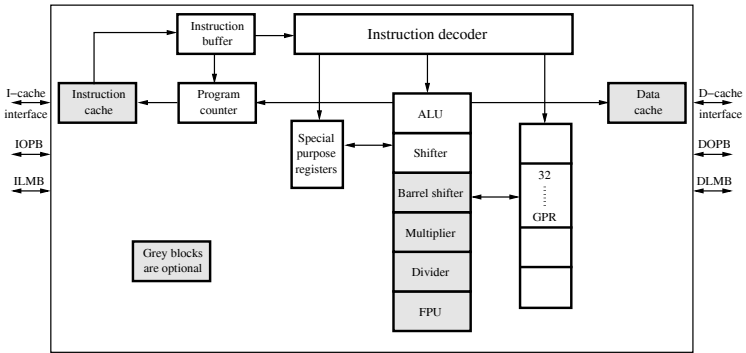 Instruction
buffer
Instruction decoder
I−cache
interface
Instruction
cache
Program
counter
ALU
Data
cache
D−cache
interface
Special
purpose
registers
Shifter
IOPB
DOPB
ILMB
DLMB
Barrel shifter
32
GPR
Multiplier
Grey blocks
are optional
Divider
FPU